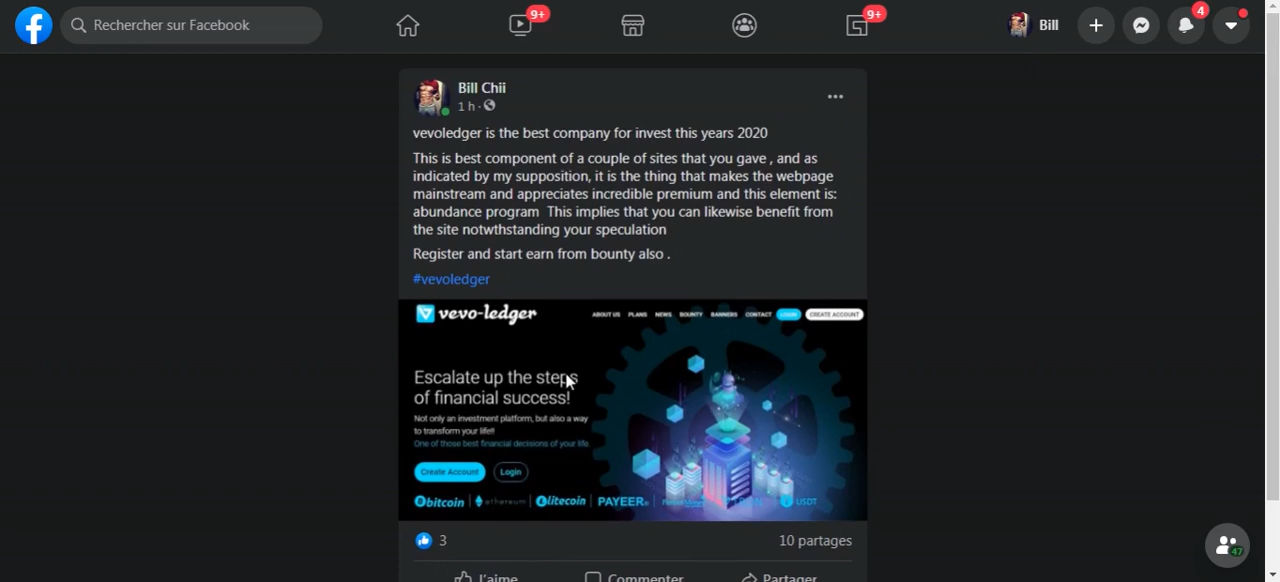 Rechercher sur Facebook
9+
9+
Bill
4
Bill Chii
1 h ·
vevoledger is the best company for invest this years 2020
This is best component of a couple of sites that you gave , and as
indicated by my supposition, it is the thing that makes the webpage
mainstream and appreciates incredible premium and this element is:
abundance program This implies that you can likewise benefit from
the site notwthstanding your speculation
Register and start earn from bounty also .
#vevoledger
vevo-ledger
ABOUT US PLANS NEWS BOUNTY BANNERS CONTACT LOGIN CREATE ACCOUNT
Escalate up the steps
of financial success!
Not only an investment platform, but also a way
to transform your life!!
One of those best financial decisions of your life.
Create Account Login
bitcoin ethereum litecoin PAYEER USDT
3
10 partages
J'aime Commenter Partager
47